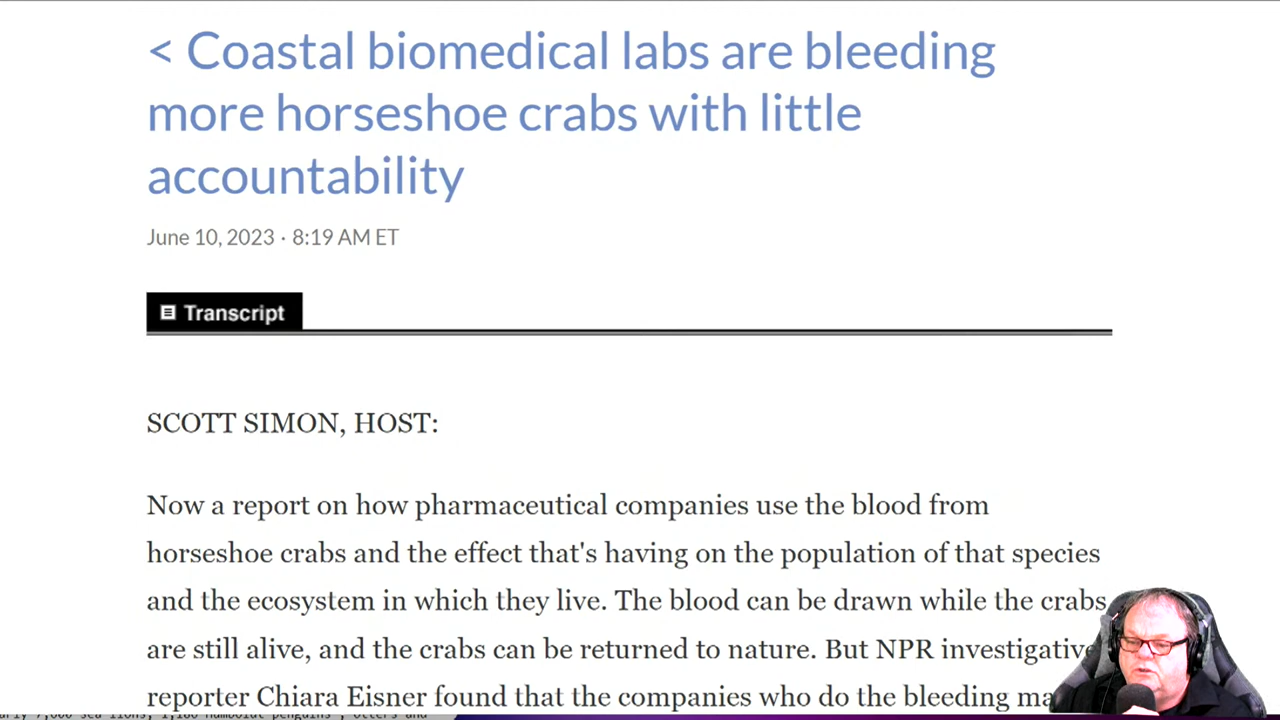 < Coastal biomedical labs are bleeding
more horseshoe crabs with little
accountability
June 10, 2023 · 8:19 AM ET
Transcript
SCOTT SIMON, HOST:
Now a report on how pharmaceutical companies use the blood from
horseshoe crabs and the effect that's having on the population of that species
and the ecosystem in which they live. The blood can be drawn while the crabs
are still alive, and the crabs can be returned to nature. But NPR investigative
reporter Chiara Eisner found that the companies who do the bleeding